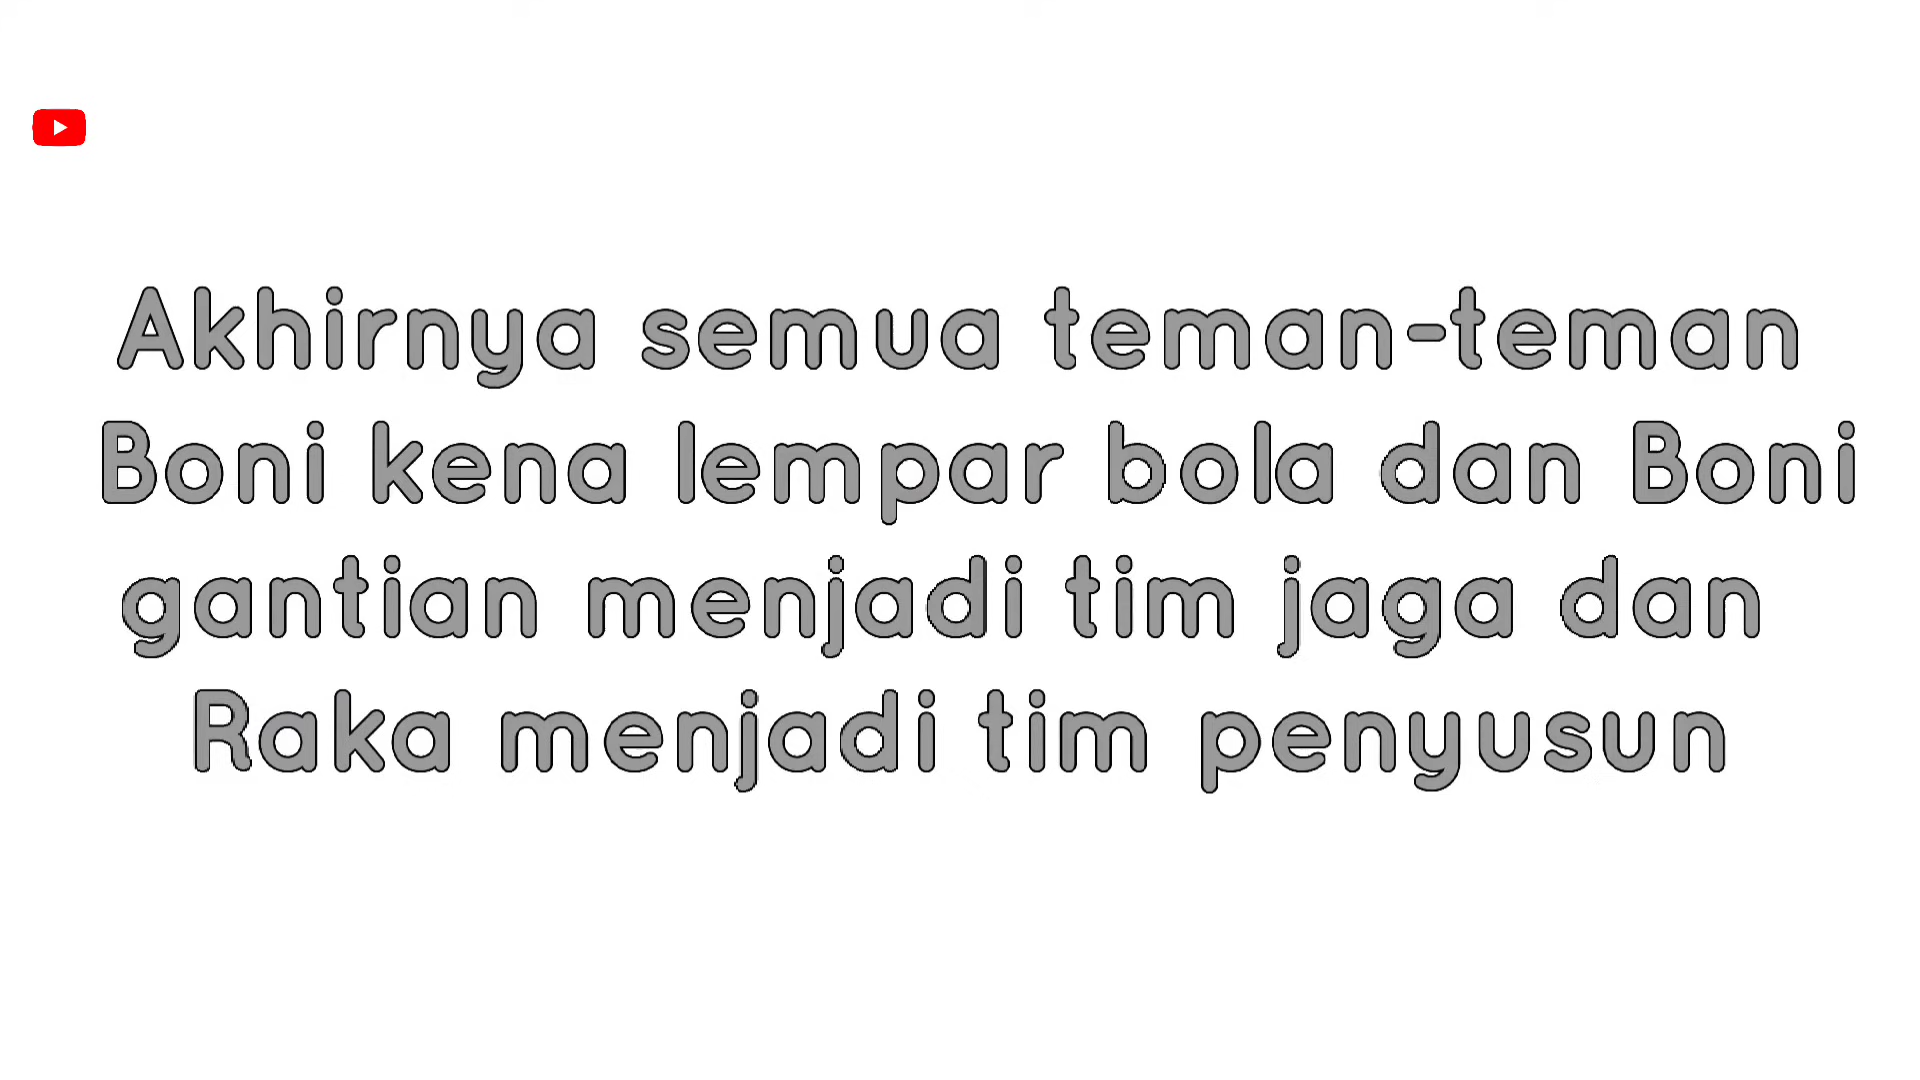 Akhirnya semua teman-teman
Boni kena lempar bola dan Boni
gantian menjadi tim jaga dan
Raka menjadi tim penyusun